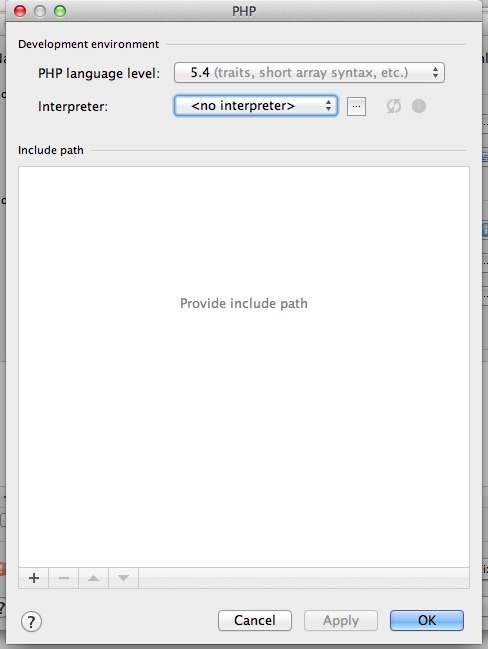 PHP
Development environment
PHP language level: 5.4 (traits, short array syntax, etc.)
Interpreter: <no interpreter> ...
Include path
Provide include path
? Cancel Apply OK